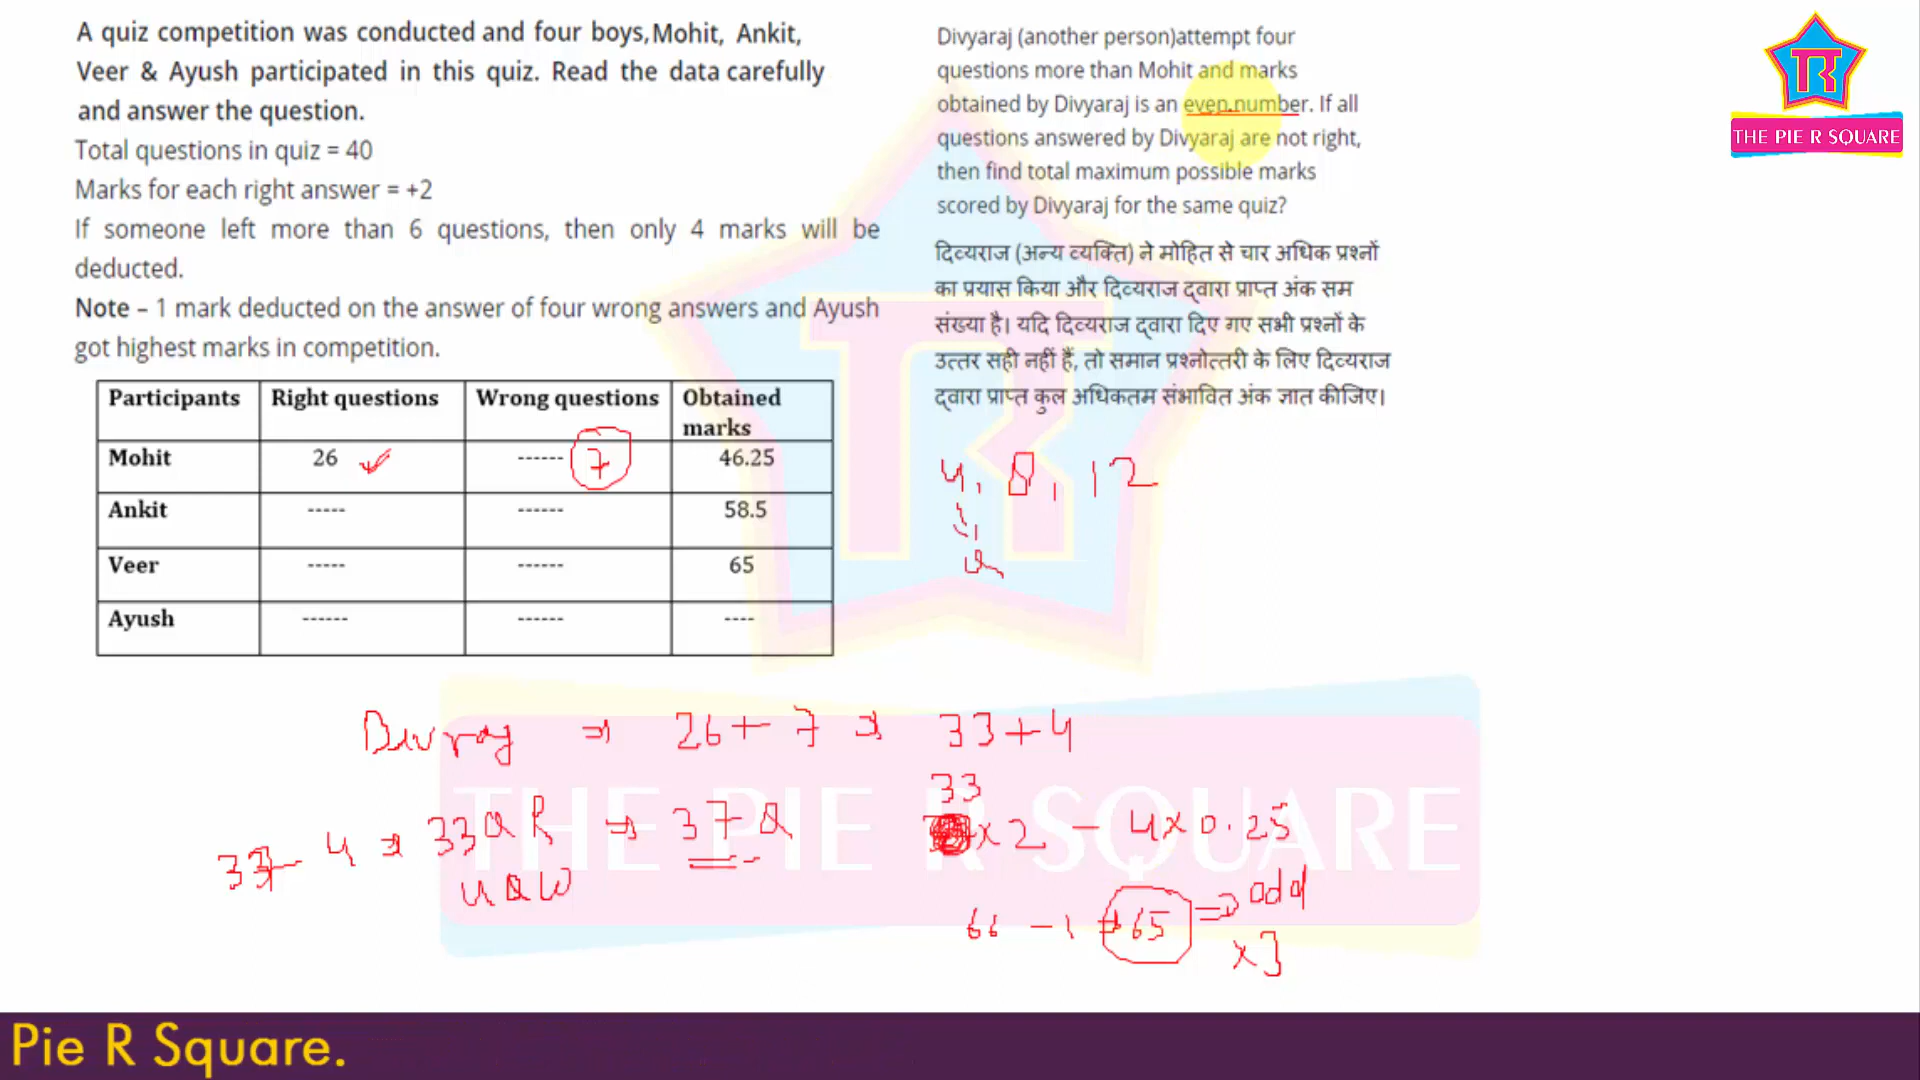 A quiz competition was conducted and four boys, Mohit, Ankit,
Veer & Ayush participated in this quiz. Read the data carefully
and answer the question.
Total questions in quiz = 40
Marks for each right answer = +2
If someone left more than 6 questions, then only 4 marks will be
deducted.
Note – 1 mark deducted on the answer of four wrong answers and Ayush
got highest marks in competition.
Participants Right questions Wrong questions Obtained marks
Mohit 26 ------ 7 46.25
Ankit ----- ------ 58.5
Veer ----- ------ 65
Ayush ------ ------ ----
Divyaraj (another person)attempt four
questions more than Mohit and marks
obtained by Divyaraj is an even number. If all
questions answered by Divyaraj are not right,
then find total maximum possible marks
scored by Divyaraj for the same quiz?
दिव्यराज (अन्य व्यक्ति) ने मोहित से चार अधिक प्रश्नों
का प्रयास किया और दिव्यराज द्वारा प्राप्त अंक सम
संख्या है। यदि दिव्यराज द्वारा दिए गए सभी प्रश्नों के
उत्तर सही नहीं हैं, तो समान प्रश्नोत्तरी के लिए दिव्यराज
द्वारा प्राप्त कुल अधिकतम संभावित अंक ज्ञात कीजिए।
4, 8, 12
26 + 7 33+4
33
4 33 Q R 37 Q × 2 - 4 × 0.25
4 Q W
66 - 1 65 odd
×]
THE PIE R SQUARE
THE PIE R SQUARE
Pie R Square.